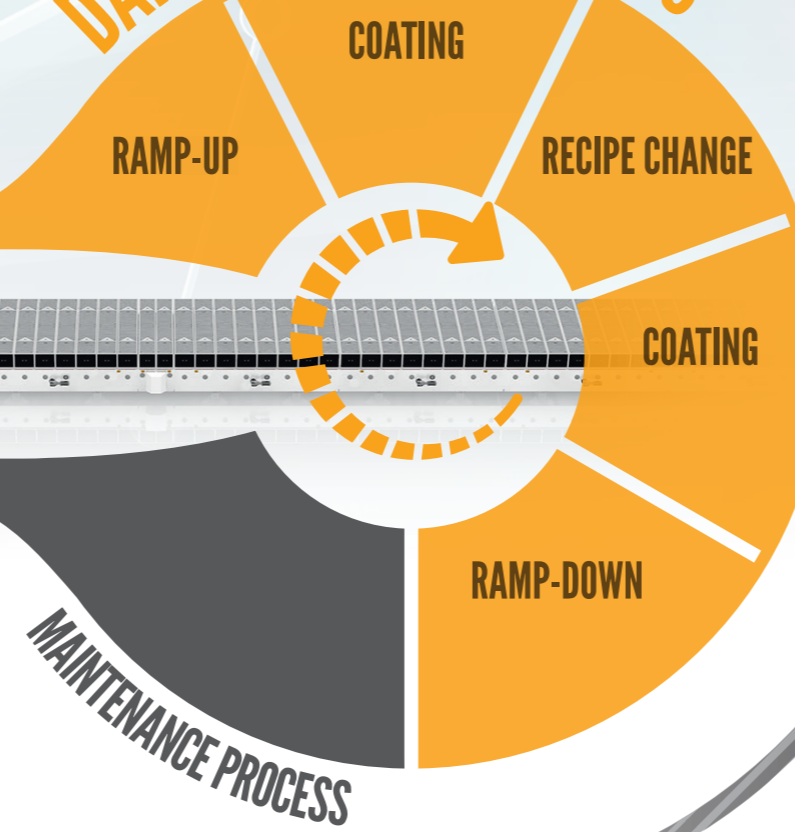 COATING
RAMP-UP
RECIPE CHANGE
COATING
RAMP-DOWN
MAINTENANCE PROCESS